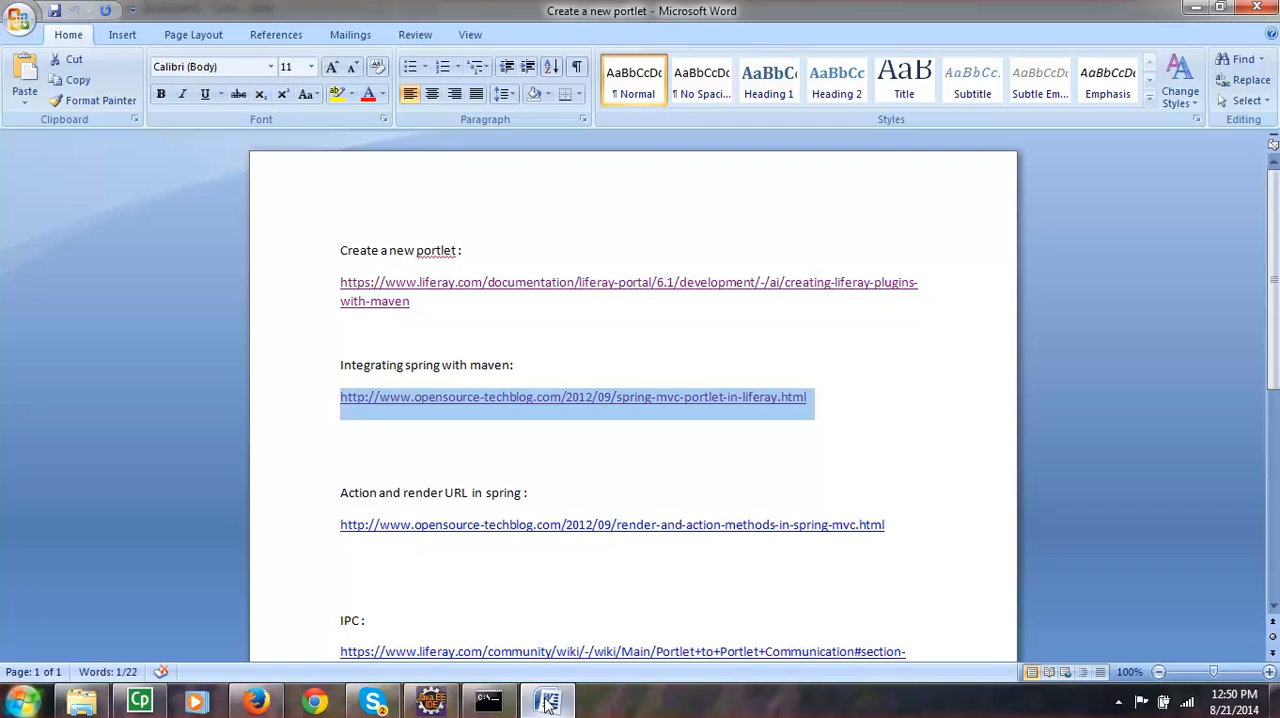 Create a new portlet - Microsoft Word
Home Insert Page Layout References Mailings Review View
Paste
Cut
Copy
Format Painter
Clipboard
Calibri (Body) 11
Font
Paragraph
AaBbCcDc AaBbCcDc AaBbC AaBbCc AaB AaBbCc. AaBbCcDc AaBbCcDc
¶ Normal ¶ No Spaci... Heading 1 Heading 2 Title Subtitle Subtle Em... Emphasis
Change
Styles
Styles
Find
Replace
Select
Editing
Create a new portlet :
https://www.liferay.com/documentation/liferay-portal/6.1/development/-/ai/creating-liferay-plugins-
with-maven
Integrating spring with maven:
http://www.opensource-techblog.com/2012/09/spring-mvc-portlet-in-liferay.html
Action and render URL in spring :
http://www.opensource-techblog.com/2012/09/render-and-action-methods-in-spring-mvc.html
IPC :
https://www.liferay.com/community/wiki/-/wiki/Main/Portlet+to+Portlet+Communication#section-
Page: 1 of 1 Words: 1/22 100%
12:50 PM
8/21/2014